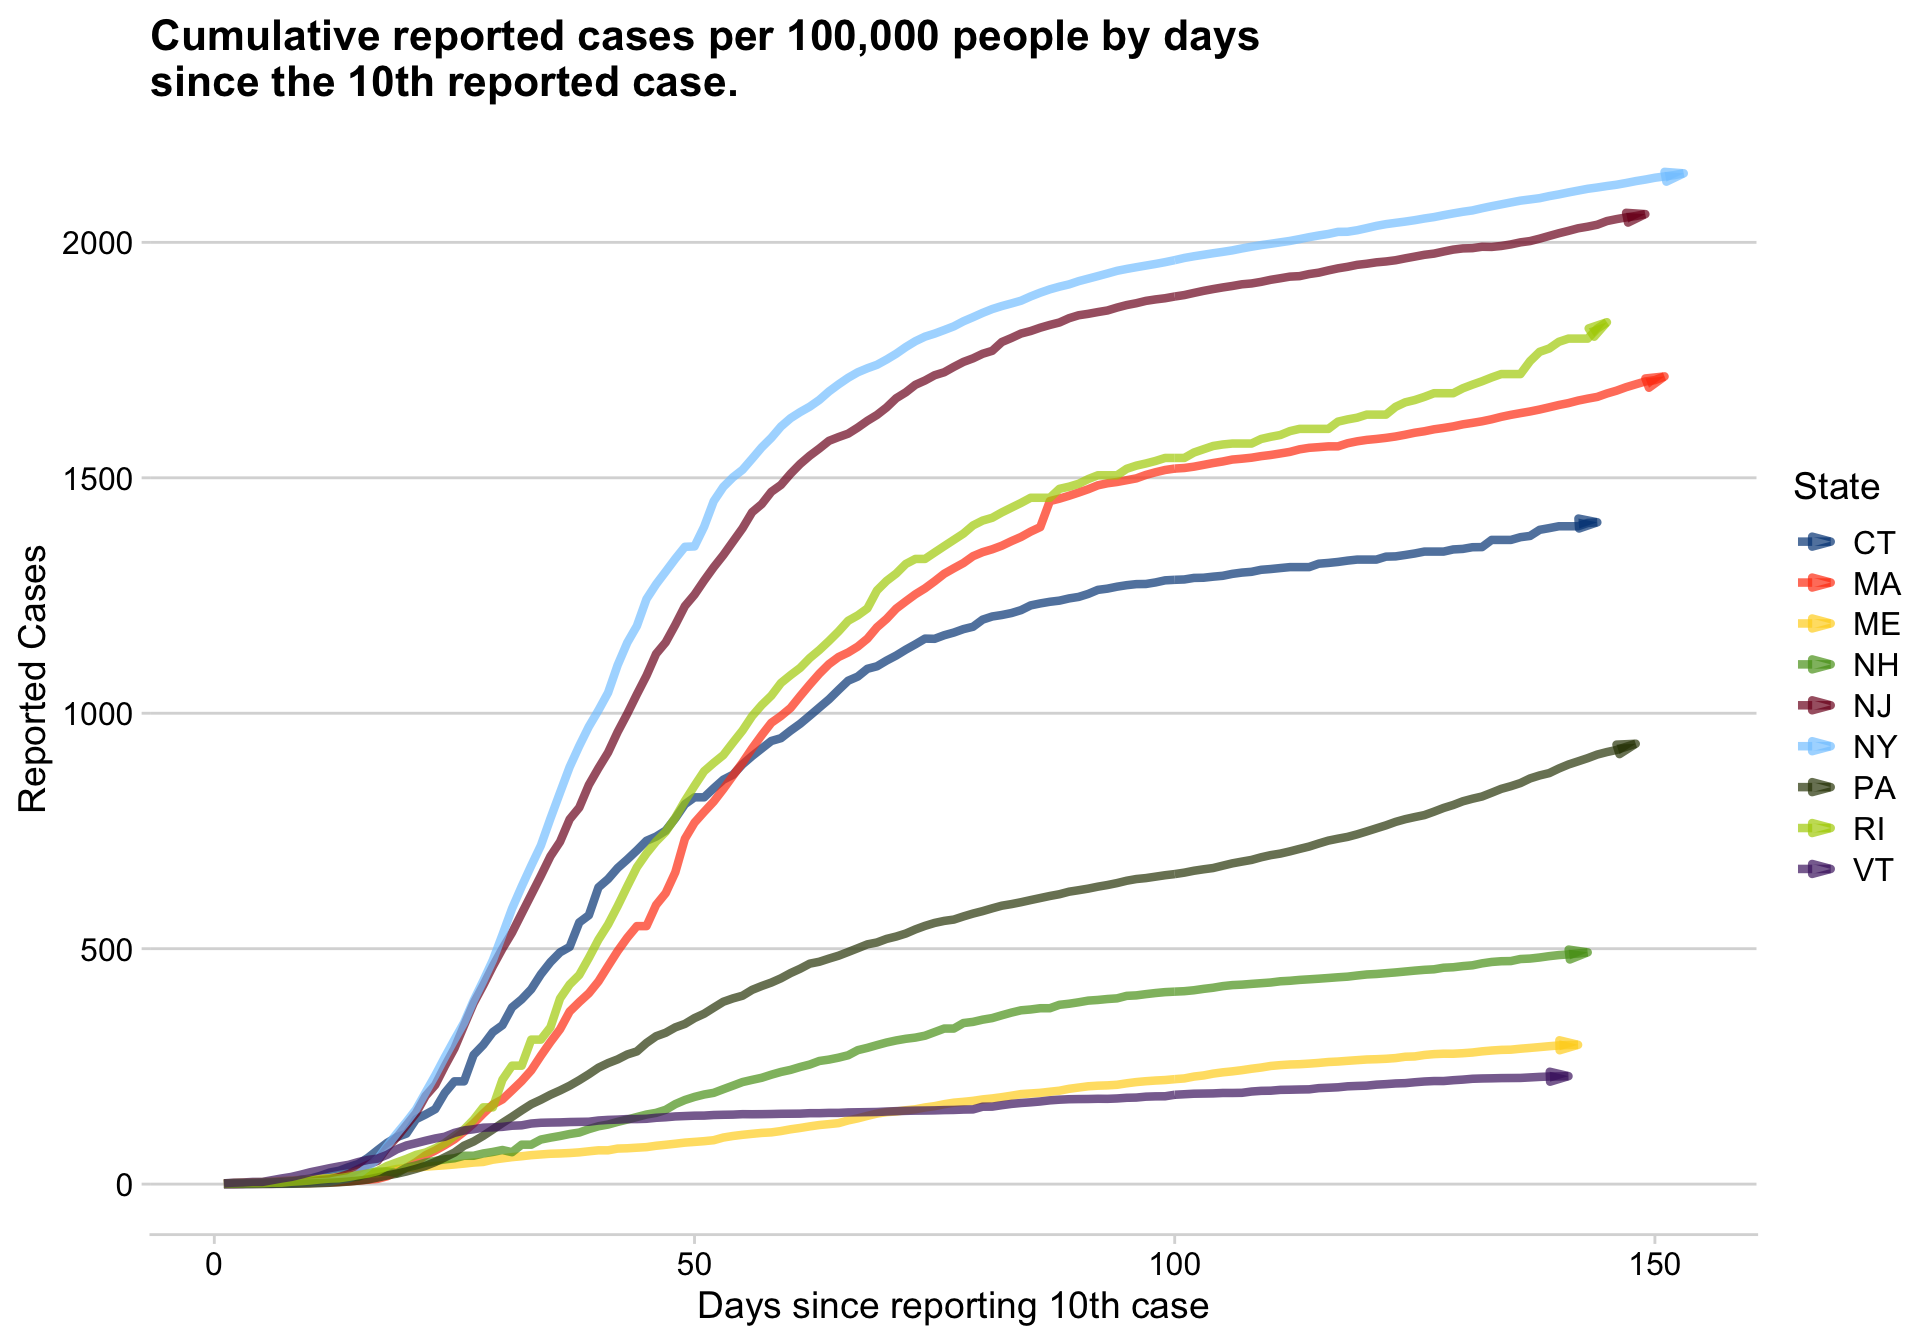 Cumulative reported cases per 100,000 people by days
since the 10th reported case.
2000
1500
1000
500
0
Reported Cases
0 50 100 150
Days since reporting 10th case
State
CT
MA
ME
NH
NJ
NY
PA
RI
VT